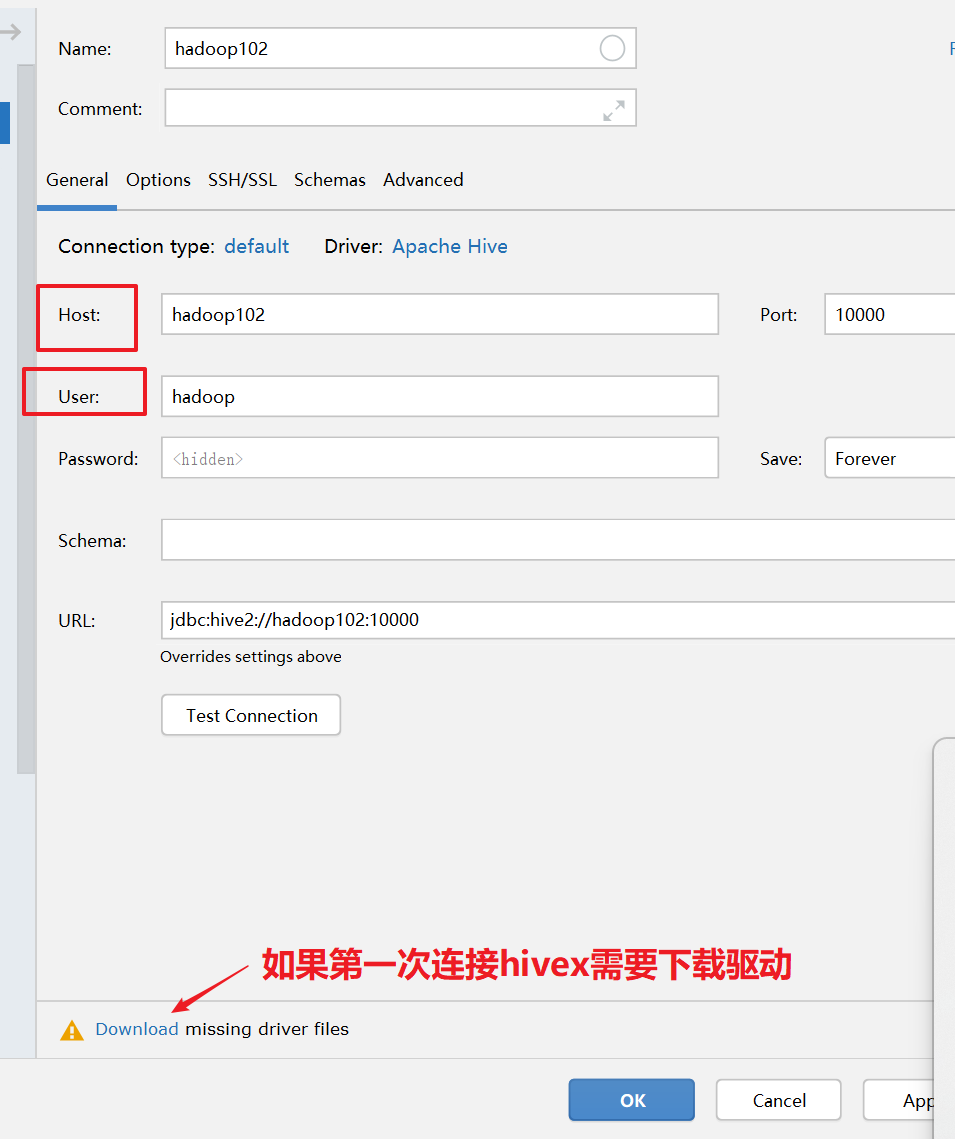 Name: hadoop102
Comment:
General Options SSH/SSL Schemas Advanced
Connection type: default Driver: Apache Hive
Host: hadoop102 Port: 10000
User: hadoop
Password: <hidden> Save: Forever
Schema:
URL: jdbc:hive2://hadoop102:10000
Overrides settings above
Test Connection
如果第一次连接hivex需要下载驱动
Download missing driver files
OK Cancel App